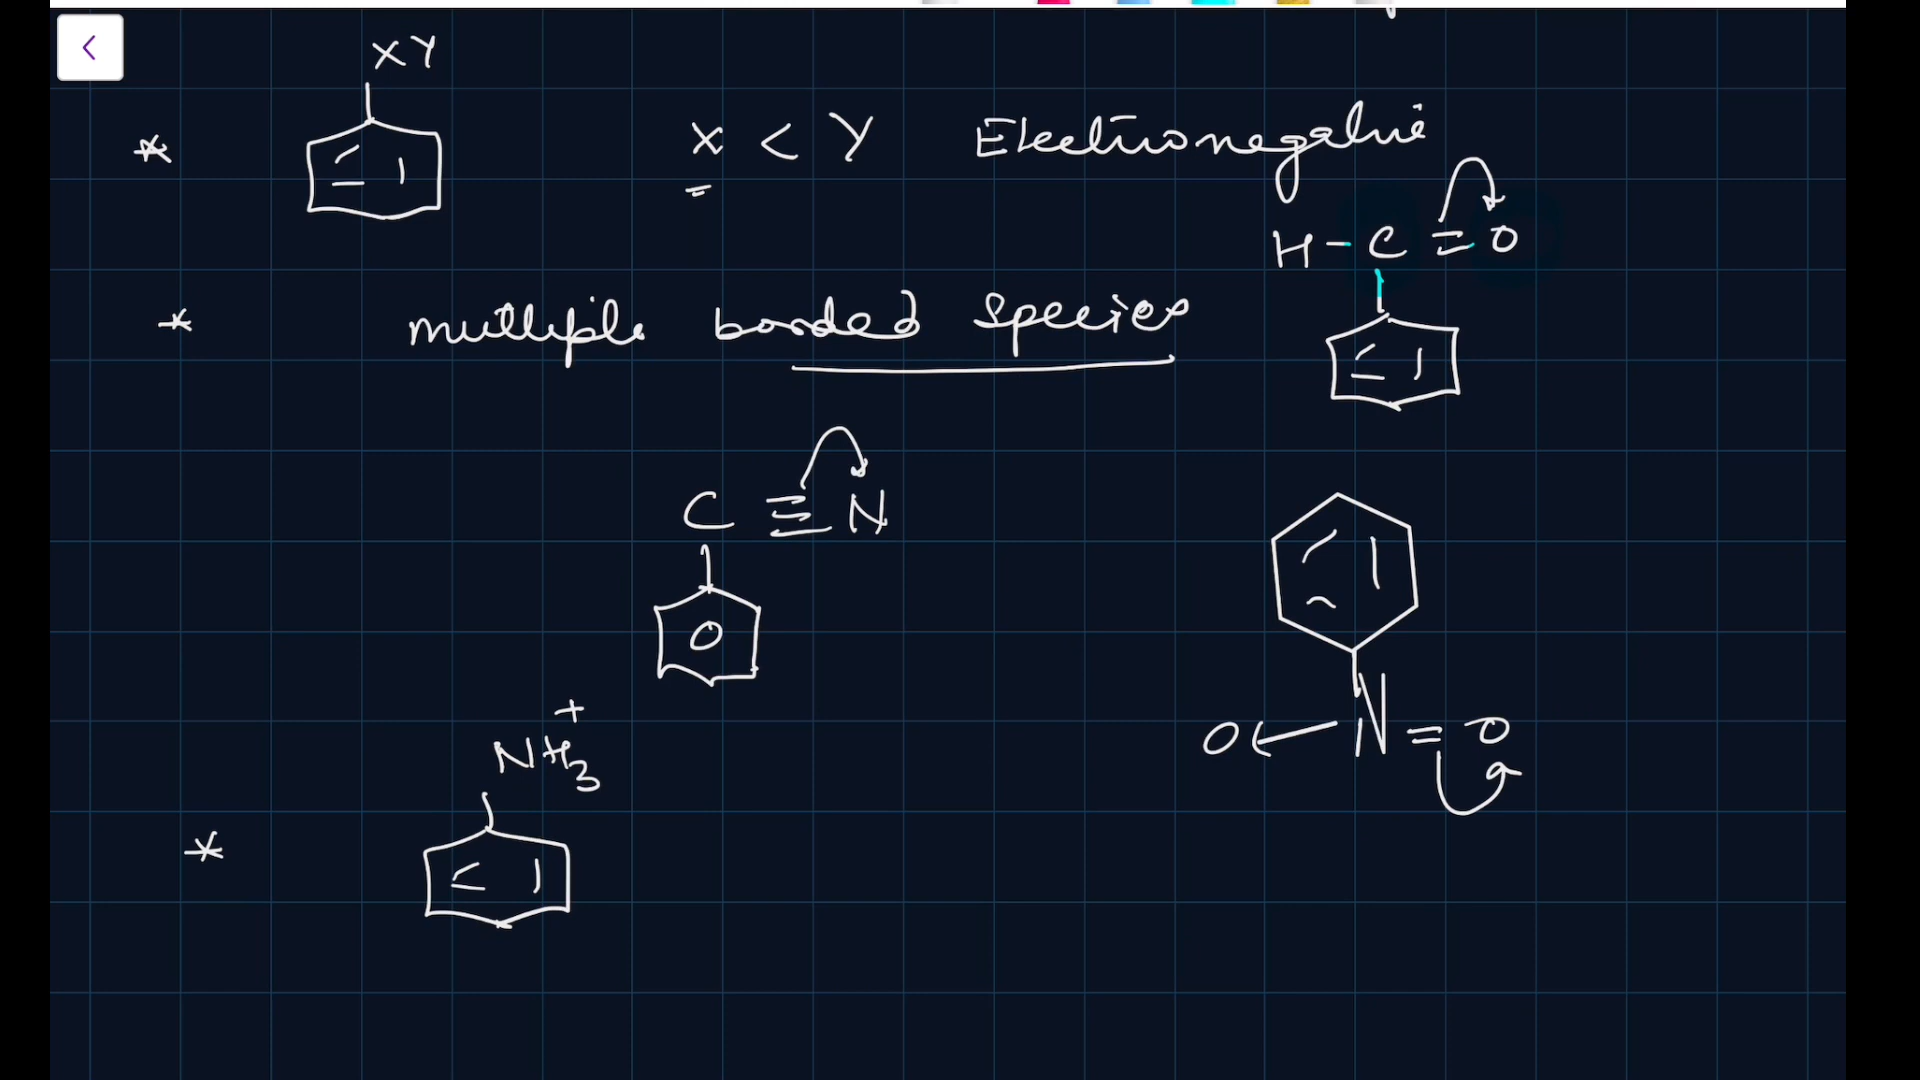 XY
* X < Y Electronegative
H - C = O
* multiple bonded species
C ≡ N
+
NH3
O ← N = O
*